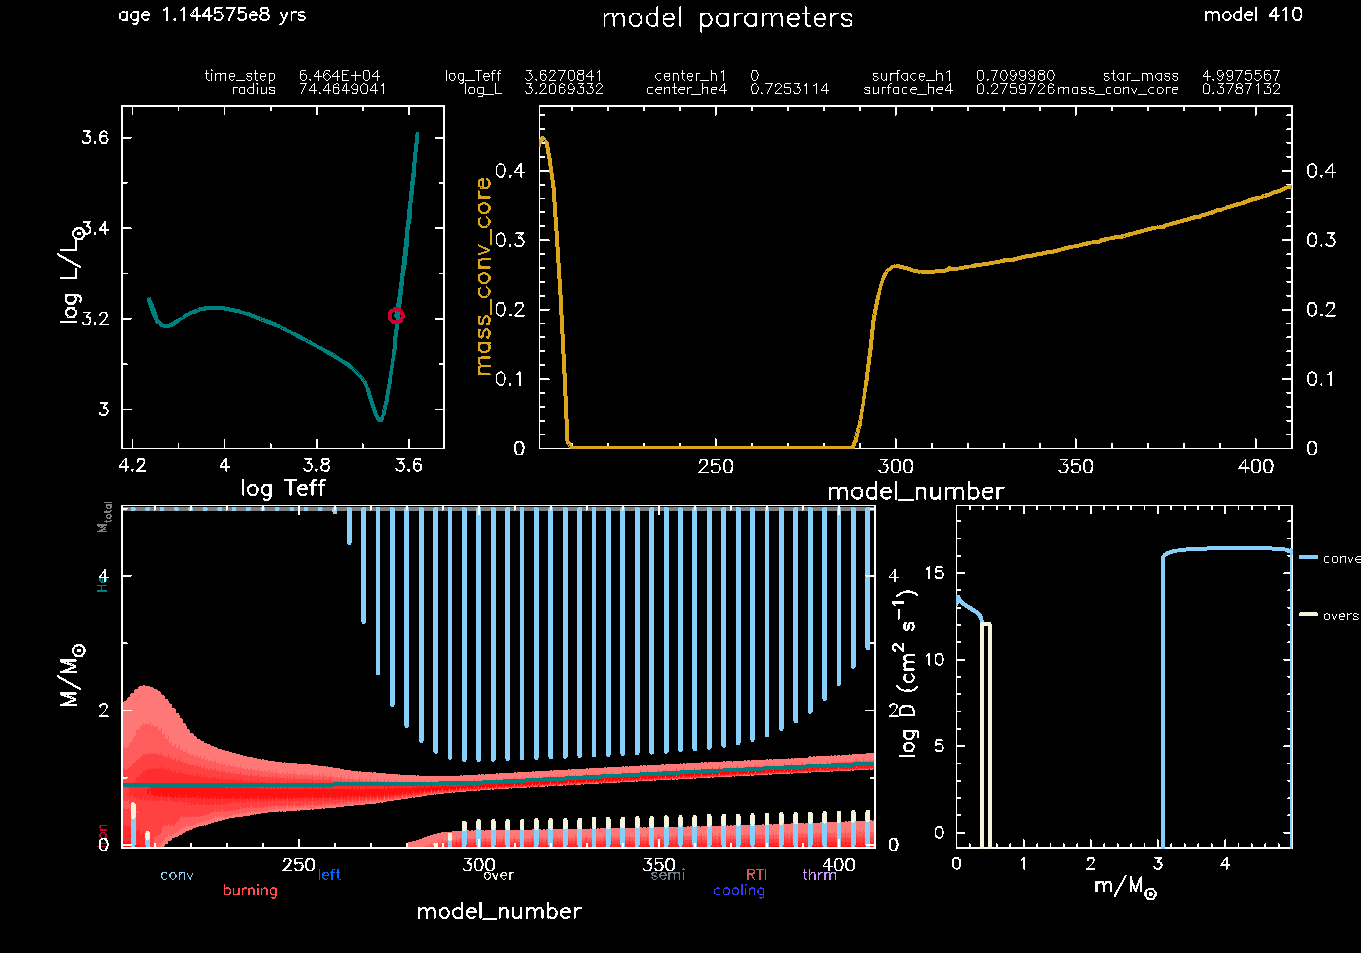 age 1.144575e8 yrs model parameters model 410
time_step 6.464E+04 log_Teff 3.6270841 center_h1 0 surface_h1 0.7099980 star_mass 4.9975567
radius 74.4649041 log_L 3.2069332 center_he4 0.7253114 surface_he4 0.2759726 mass_conv_core 0.3787132
3.6
3.4
3.2
3
log L/L⊙
4.2 4 3.8 3.6
log Teff
mass_conv_core
0.4 0.4
0.3 0.3
0.2 0.2
0.1 0.1
0 0
250 300 350 400
model_number
Mtotal
He
M/M⊙
4 4
2 2
0 0
250 300 350 400
conv left over semi RTI thrm
burning cooling
model_number
log D (cm² s⁻¹)
15
10
5
0
0 1 2 3 4
m/M⊙
conve
overs